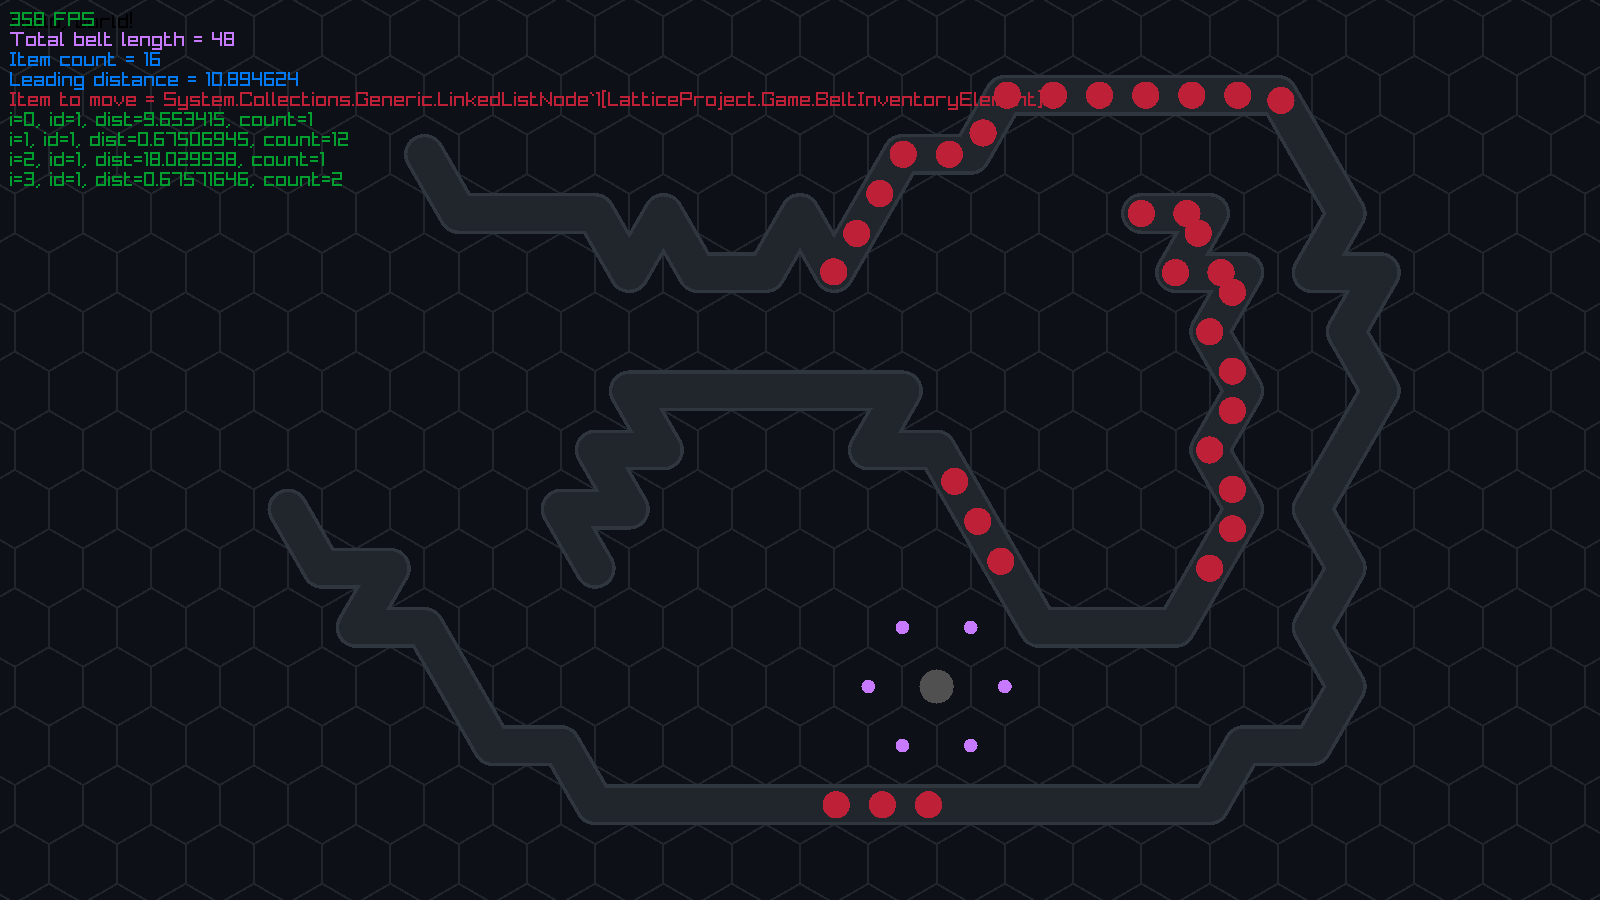 358 FPS rld!
Total belt length = 48
Item count = 16
Leading distance = 10.894624
Item to move = System.Collections.Generic.LinkedListNode`1[LatticeProject.Game.BeltInventoryElement]
i=0, id=1, dist=9.653415, count=1
i=1, id=1, dist=0.67506945, count=12
i=2, id=1, dist=18.029938, count=1
i=3, id=1, dist=0.67571646, count=2